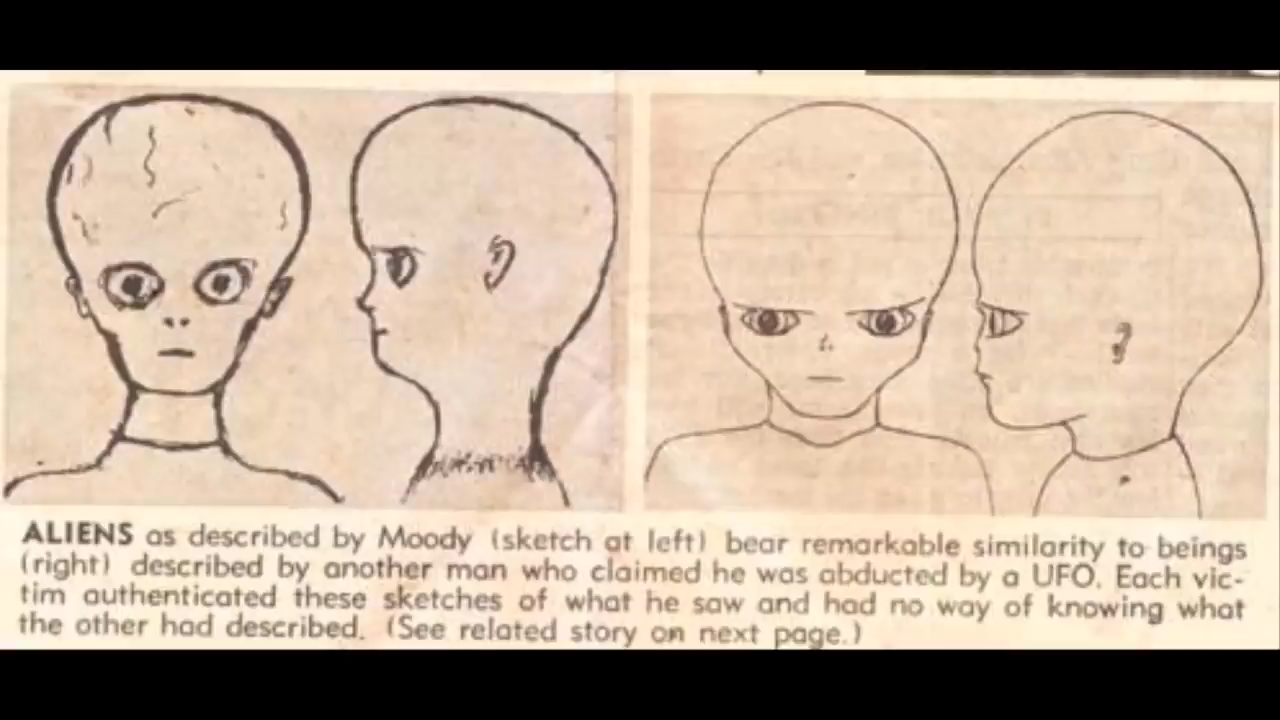 ALIENS as described by Moody (sketch at left) bear remarkable similarity to beings
(right) described by another man who claimed he was abducted by a UFO. Each vic-
tim authenticated these sketches of what he saw and had no way of knowing what
the other had described. (See related story on next page.)